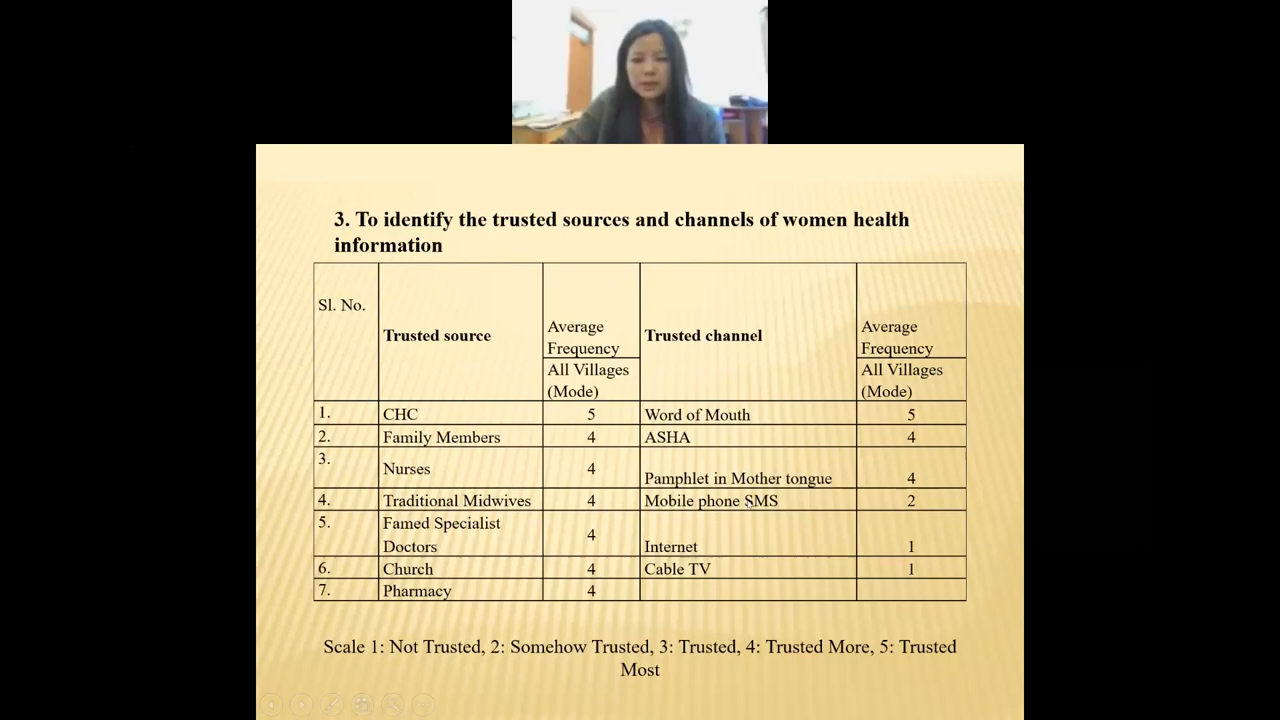 3. To identify the trusted sources and channels of women health
information
Sl. No.
Trusted source
Average
Frequency
All Villages
(Mode)
Trusted channel
Average
Frequency
All Villages
(Mode)
1. CHC 5 Word of Mouth 5
2. Family Members 4 ASHA 4
3. Nurses 4 Pamphlet in Mother tongue 4
4. Traditional Midwives 4 Mobile phone SMS 2
5. Famed Specialist
Doctors 4 Internet 1
6. Church 4 Cable TV 1
7. Pharmacy 4
Scale 1: Not Trusted, 2: Somehow Trusted, 3: Trusted, 4: Trusted More, 5: Trusted
Most